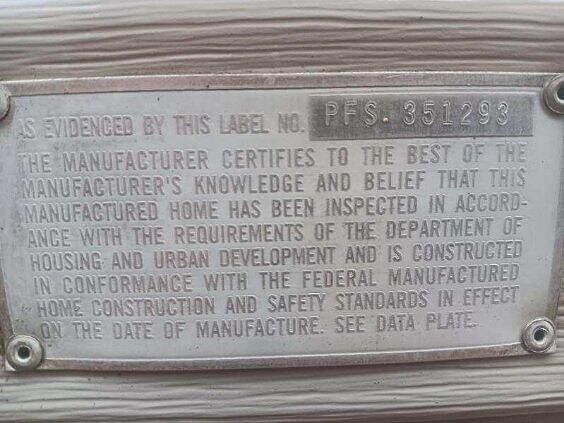 AS EVIDENCED BY THIS LABEL NO. PFS 351293
THE MANUFACTURER CERTIFIES TO THE BEST OF THE
MANUFACTURER'S KNOWLEDGE AND BELIEF THAT THIS
MANUFACTURED HOME HAS BEEN INSPECTED IN ACCORD-
ANCE WITH THE REQUIREMENTS OF THE DEPARTMENT OF
HOUSING AND URBAN DEVELOPMENT AND IS CONSTRUCTED
IN CONFORMANCE WITH THE FEDERAL MANUFACTURED
HOME CONSTRUCTION AND SAFETY STANDARDS IN EFFECT
ON THE DATE OF MANUFACTURE. SEE DATA PLATE.